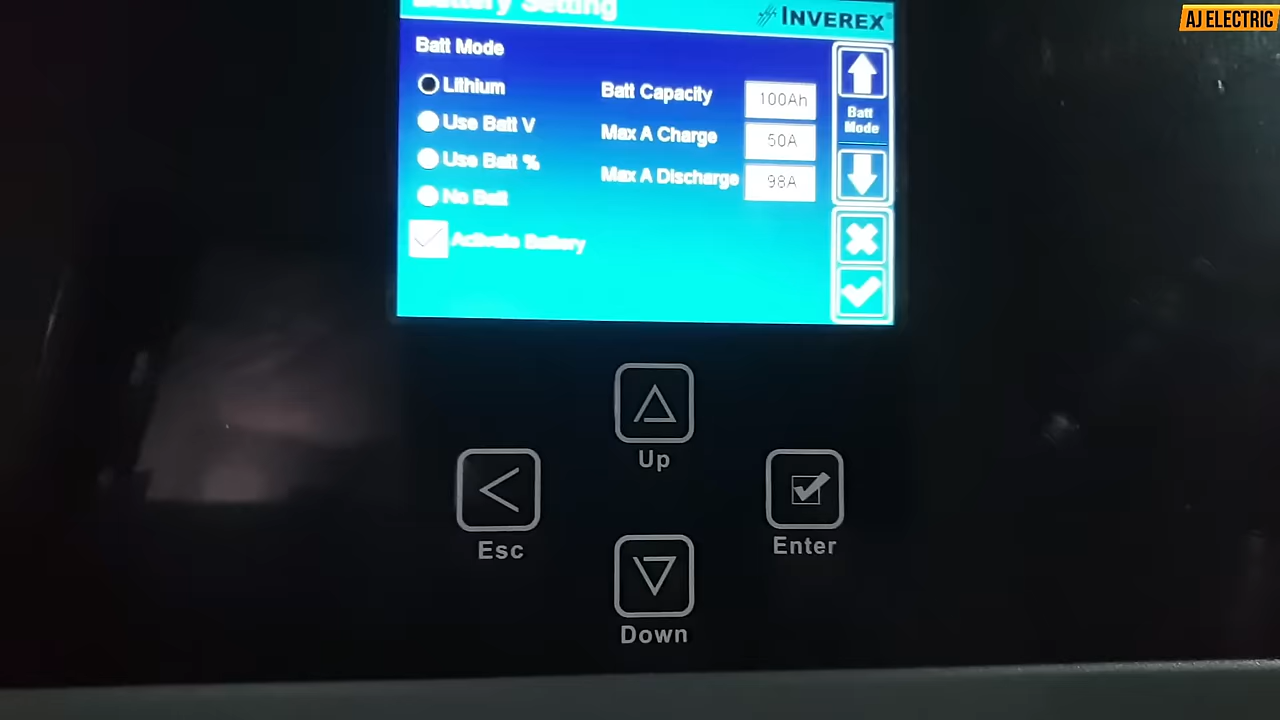 AJ ELECTRIC
Battery Setting
INVEREX
Batt Mode
Lithium
Use Batt V
Use Batt %
No Batt
Activate Battery
Batt Capacity 100Ah
Max A Charge 50A
Max A Discharge 98A
Batt
Mode
Up
Esc
Enter
Down